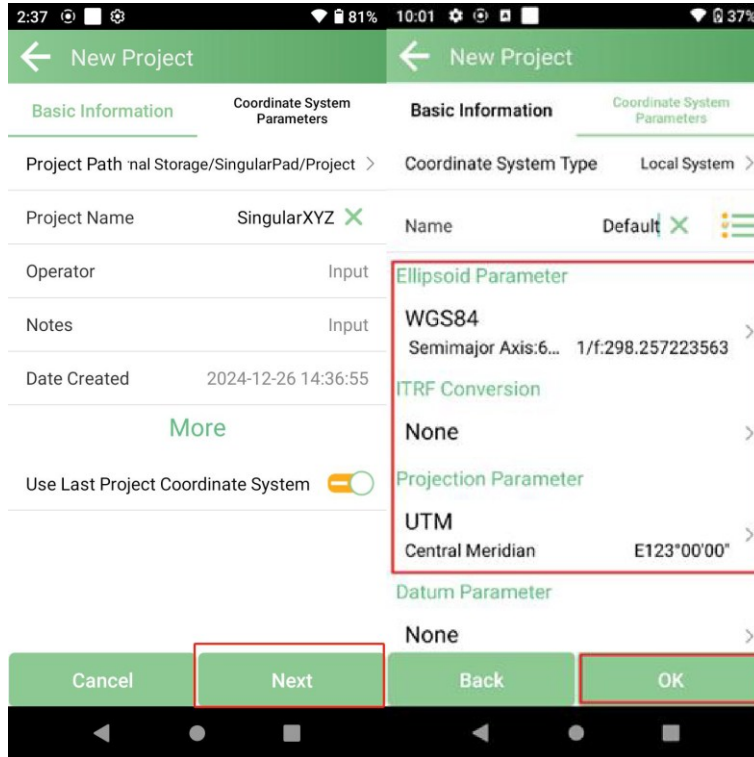 2:37 81%
New Project
Basic Information
Coordinate System
Parameters
Project Path nal Storage/SingularPad/Project
Project Name SingularXYZ
Operator Input
Notes Input
Date Created 2024-12-26 14:36:55
More
Use Last Project Coordinate System
Cancel Next
10:01 37%
New Project
Basic Information
Coordinate System
Parameters
Coordinate System Type Local System
Name Default
Ellipsoid Parameter
WGS84
Semimajor Axis:6... 1/f:298.257223563
ITRF Conversion
None
Projection Parameter
UTM
Central Meridian E123°00'00"
Datum Parameter
None
Back OK